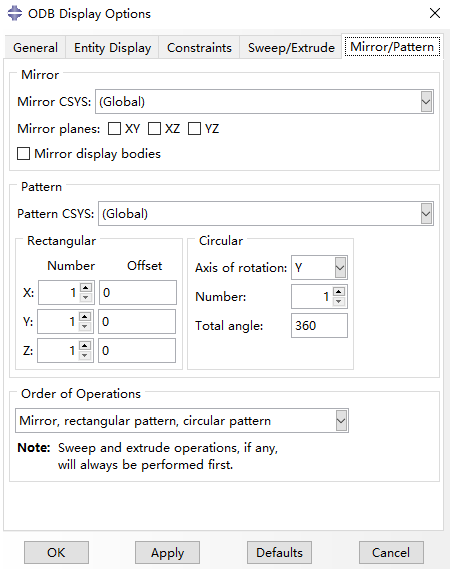 ODB Display Options
General Entity Display Constraints Sweep/Extrude Mirror/Pattern
Mirror
Mirror CSYS: (Global)
Mirror planes: XY XZ YZ
Mirror display bodies
Pattern
Pattern CSYS: (Global)
Rectangular
Number Offset
X: 1 0
Y: 1 0
Z: 1 0
Circular
Axis of rotation: Y
Number: 1
Total angle: 360
Order of Operations
Mirror, rectangular pattern, circular pattern
Note: Sweep and extrude operations, if any,
will always be performed first.
OK Apply Defaults Cancel